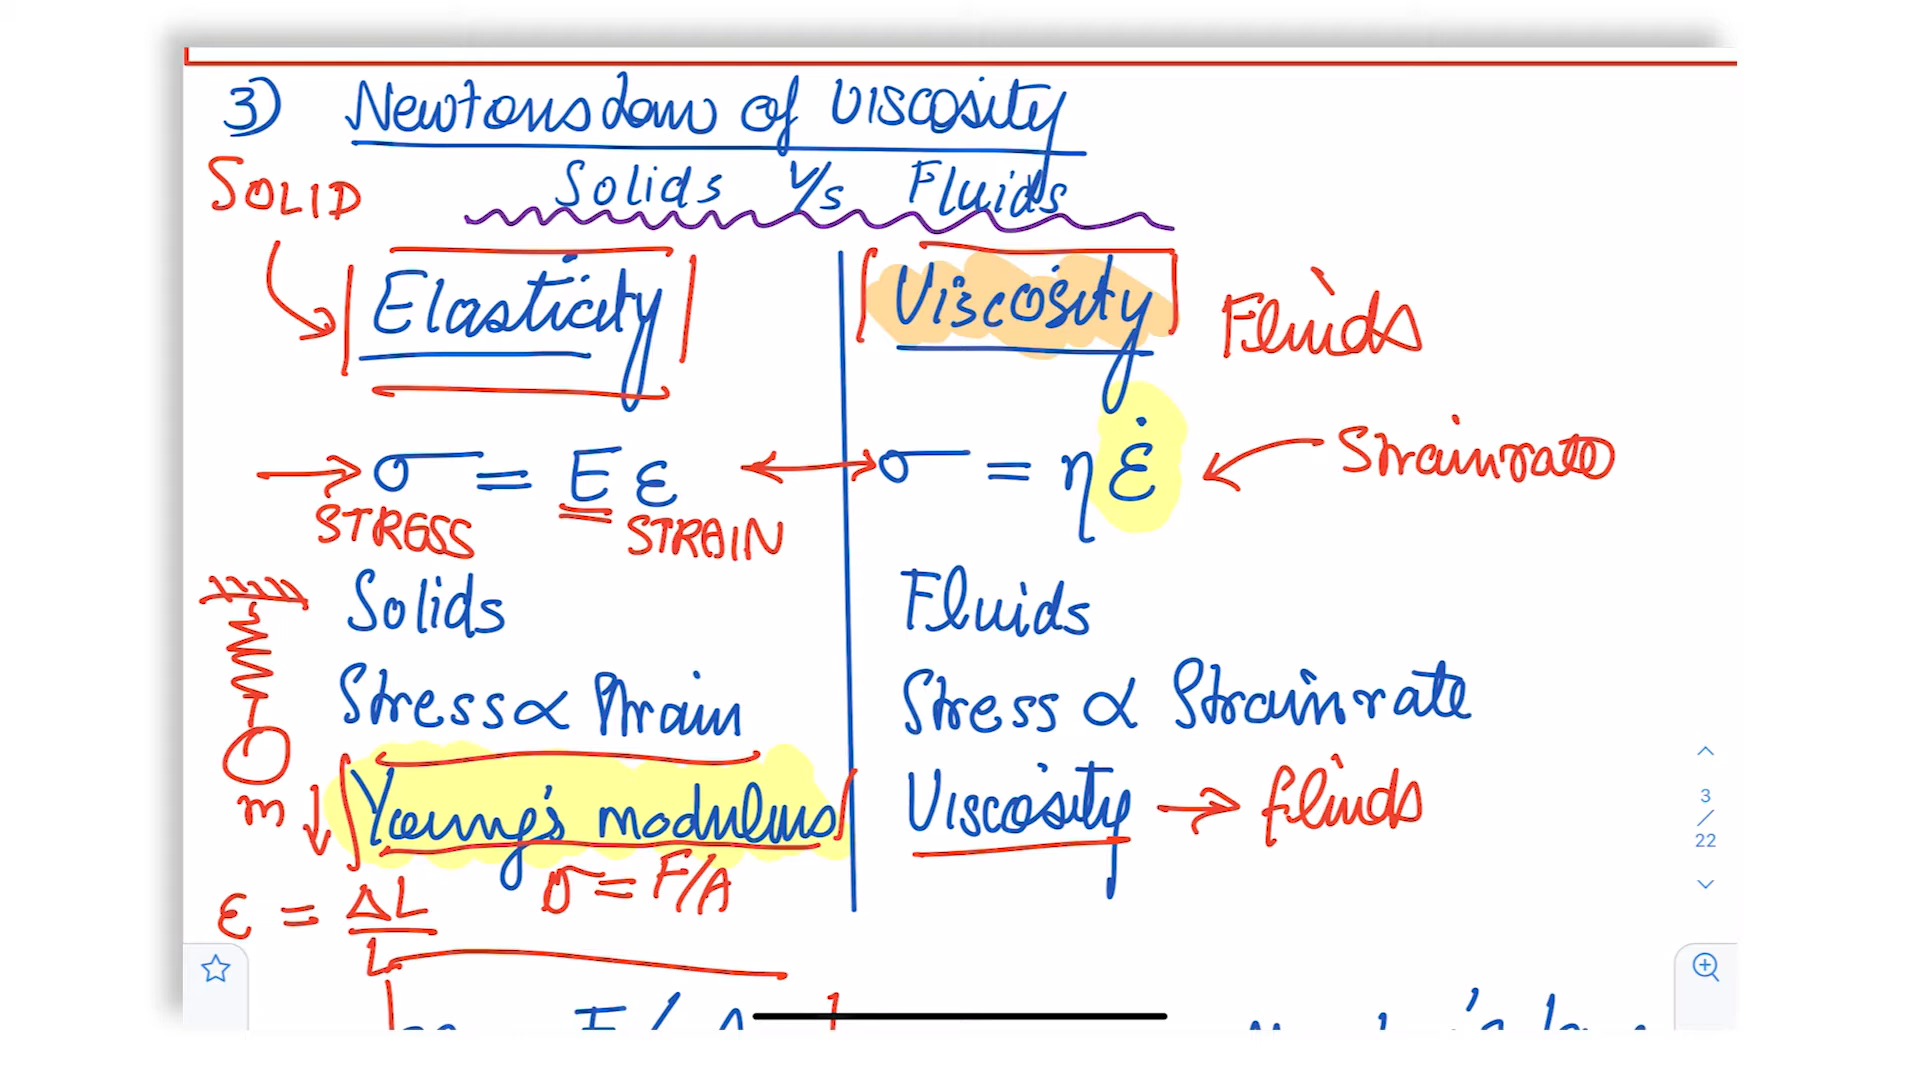 3) Newtons Law of Viscosity
Solids V/s Fluids
SOLID
Elasticity
Viscosity
Fluids
σ = E ε
σ = η ε̇
Strainrate
STRESS
STRAIN
Solids
Fluids
Stress ∝ Strain
Stress ∝ Strainrate
m
Young's modulus
Viscosity → fluids
σ = F/A
ε = ΔL
L
3
/
22